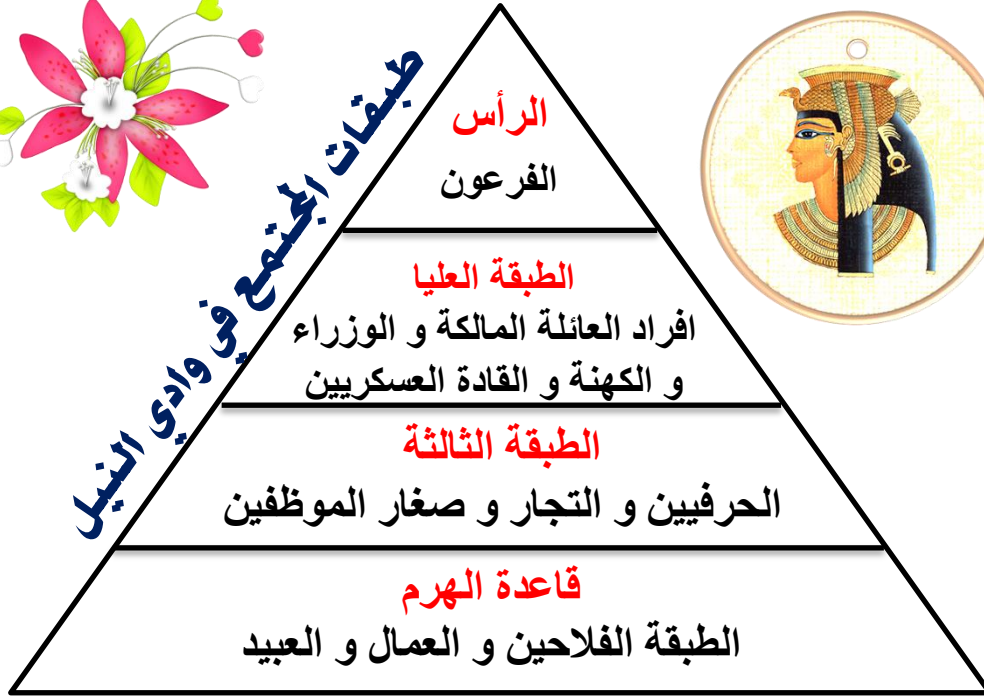 طبقات المجتمع في وادي النيل
الرأس
الفرعون
الطبقة العليا
افراد العائلة المالكة و الوزراء
و الكهنة و القادة العسكريين
الطبقة الثالثة
الحرفيين و التجار و صغار الموظفين
قاعدة الهرم
الطبقة الفلاحين و العمال و العبيد